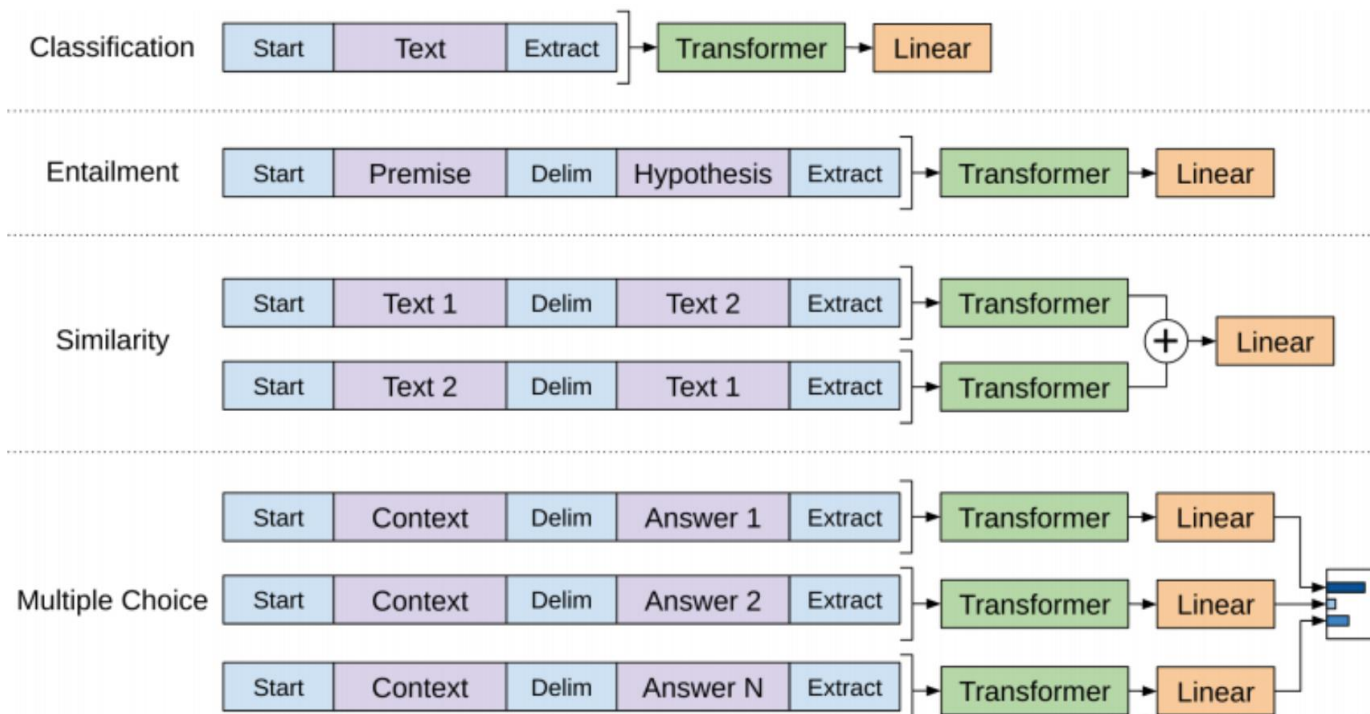 Classification Start Text Extract Transformer Linear
Entailment Start Premise Delim Hypothesis Extract Transformer Linear
Similarity
Start Text 1 Delim Text 2 Extract Transformer
+ Linear
Start Text 2 Delim Text 1 Extract Transformer
Multiple Choice
Start Context Delim Answer 1 Extract Transformer Linear
Start Context Delim Answer 2 Extract Transformer Linear
Start Context Delim Answer N Extract Transformer Linear